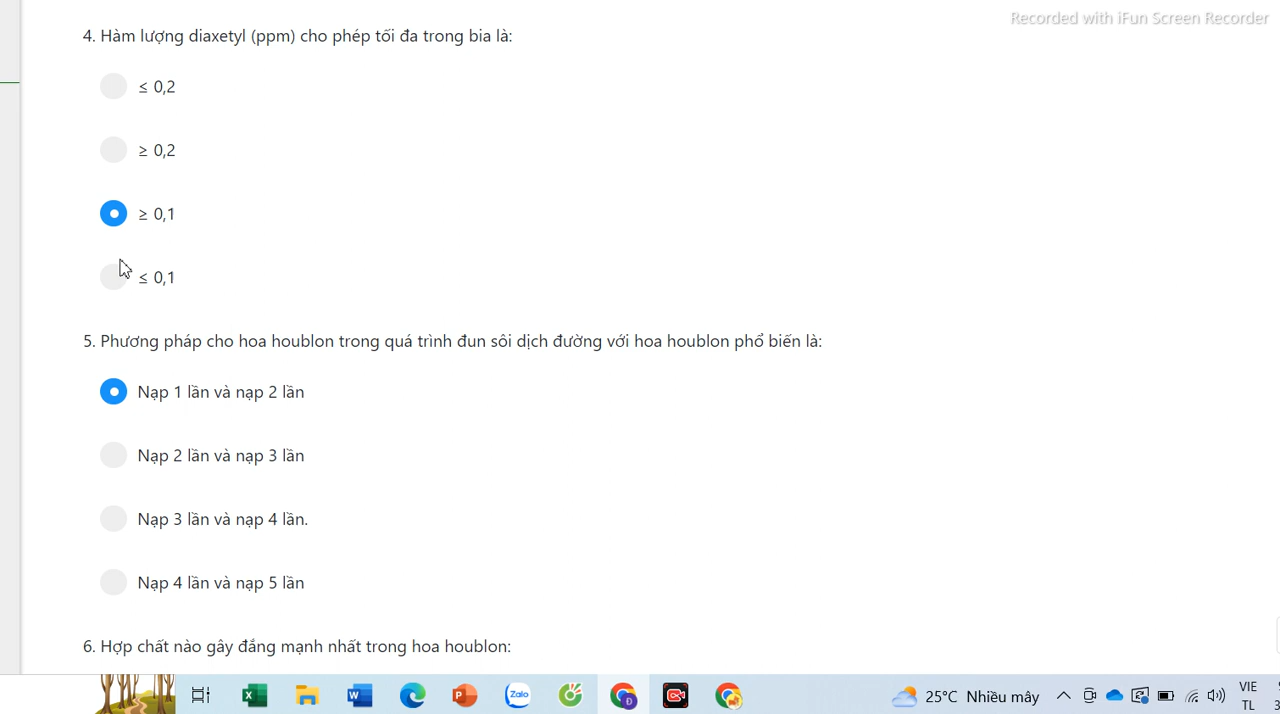 Recorded with iFun Screen Recorder
4. Hàm lượng diaxetyl (ppm) cho phép tối đa trong bia là:
≤ 0,2
≥ 0,2
≥ 0,1
≤ 0,1
5. Phương pháp cho hoa houblon trong quá trình đun sôi dịch đường với hoa houblon phổ biến là:
Nạp 1 lần và nạp 2 lần
Nạp 2 lần và nạp 3 lần
Nạp 3 lần và nạp 4 lần.
Nạp 4 lần và nạp 5 lần
6. Hợp chất nào gây đắng mạnh nhất trong hoa houblon:
Zalo
25°C Nhiều mây
VIE
TL